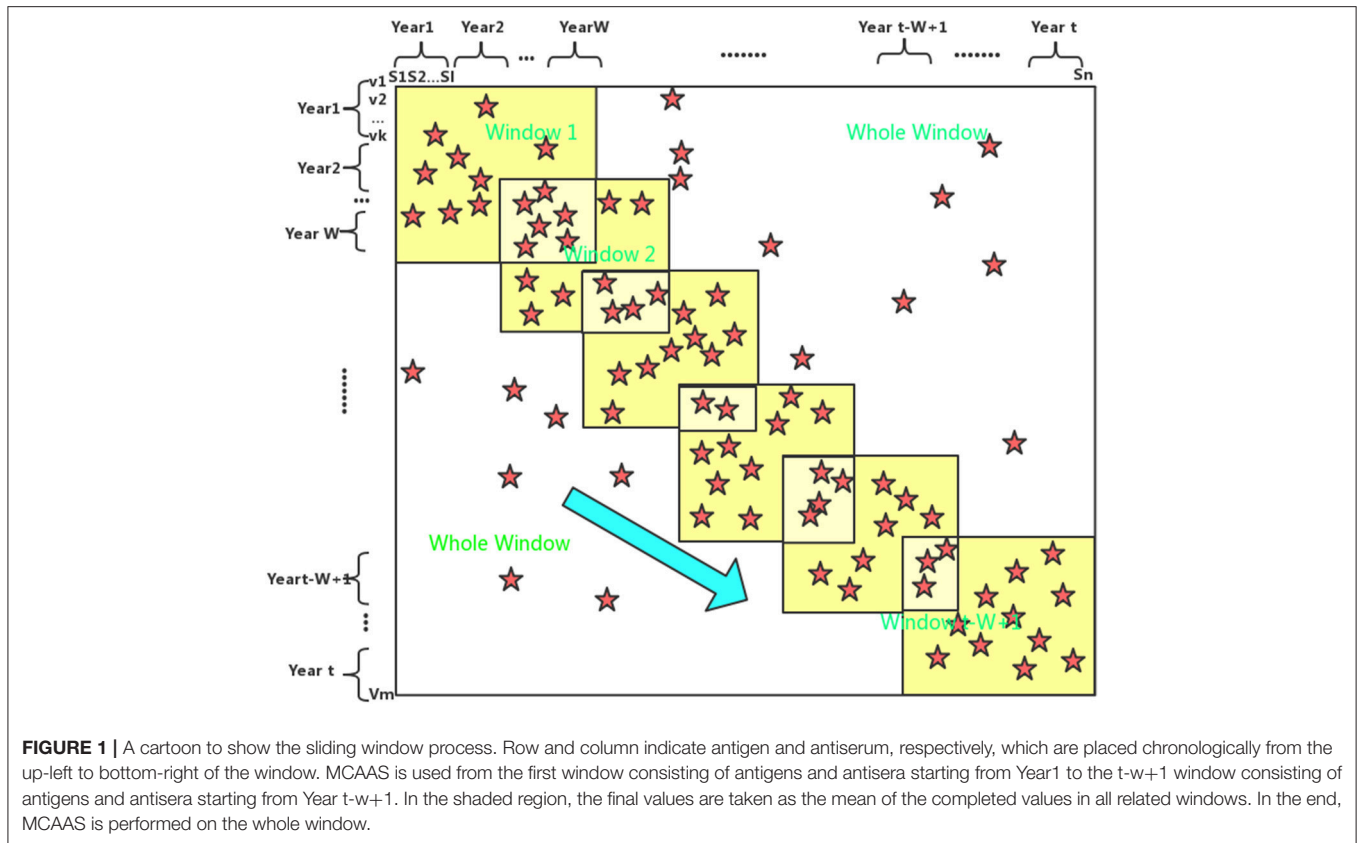 Year1 Year2 ... YearW ....... Year t-W+1 ....... Year t
S1S2...Sl Sn
v1
v2
...
vk
Year1
Window 1
Whole Window
Year2
...
Year W
Window 2
.......
Whole Window
Yeart-W+1
...
Window t-W+1
Year t
Vm
FIGURE 1 | A cartoon to show the sliding window process. Row and column indicate antigen and antiserum, respectively, which are placed chronologically from the
up-left to bottom-right of the window. MCAAS is used from the first window consisting of antigens and antisera starting from Year1 to the t-w+1 window consisting of
antigens and antisera starting from Year t-w+1. In the shaded region, the final values are taken as the mean of the completed values in all related windows. In the end,
MCAAS is performed on the whole window.